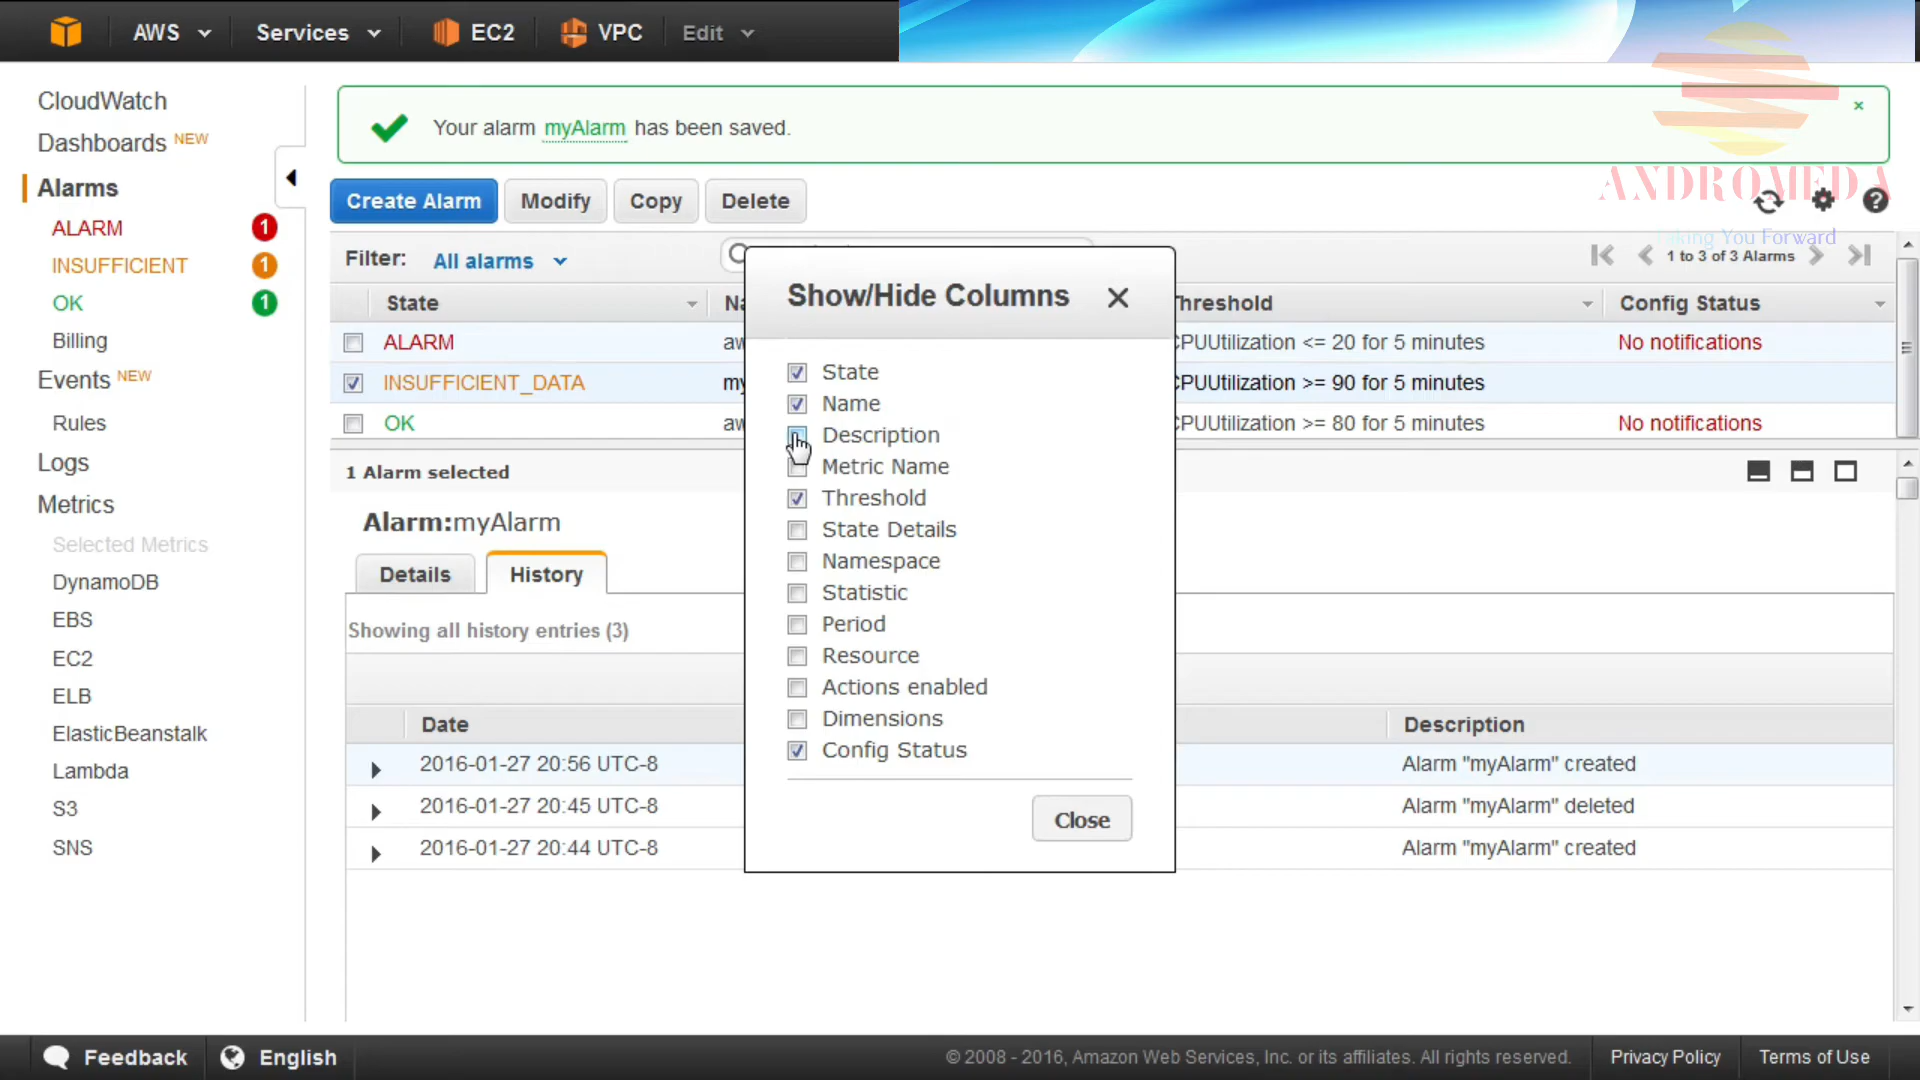 AWS Services EC2 VPC Edit
CloudWatch
Dashboards NEW
Alarms
ALARM 1
INSUFFICIENT 1
OK 1
Billing
Events NEW
Rules
Logs
Metrics
Selected Metrics
DynamoDB
EBS
EC2
ELB
ElasticBeanstalk
Lambda
S3
SNS
Your alarm myAlarm has been saved.
ANDROMEDA
You Forward
Create Alarm Modify Copy Delete
Filter: All alarms
1 to 3 of 3 Alarms
State Threshold Config Status
ALARM CPUUtilization <= 20 for 5 minutes No notifications
INSUFFICIENT_DATA CPUUtilization >= 90 for 5 minutes
OK CPUUtilization >= 80 for 5 minutes No notifications
1 Alarm selected
Alarm:myAlarm
Details History
Showing all history entries (3)
Date Description
2016-01-27 20:56 UTC-8 Alarm "myAlarm" created
2016-01-27 20:45 UTC-8 Alarm "myAlarm" deleted
2016-01-27 20:44 UTC-8 Alarm "myAlarm" created
Show/Hide Columns
State
Name
Description
Metric Name
Threshold
State Details
Namespace
Statistic
Period
Resource
Actions enabled
Dimensions
Config Status
Close
Feedback English © 2008 - 2016, Amazon Web Services, Inc. or its affiliates. All rights reserved. Privacy Policy Terms of Use